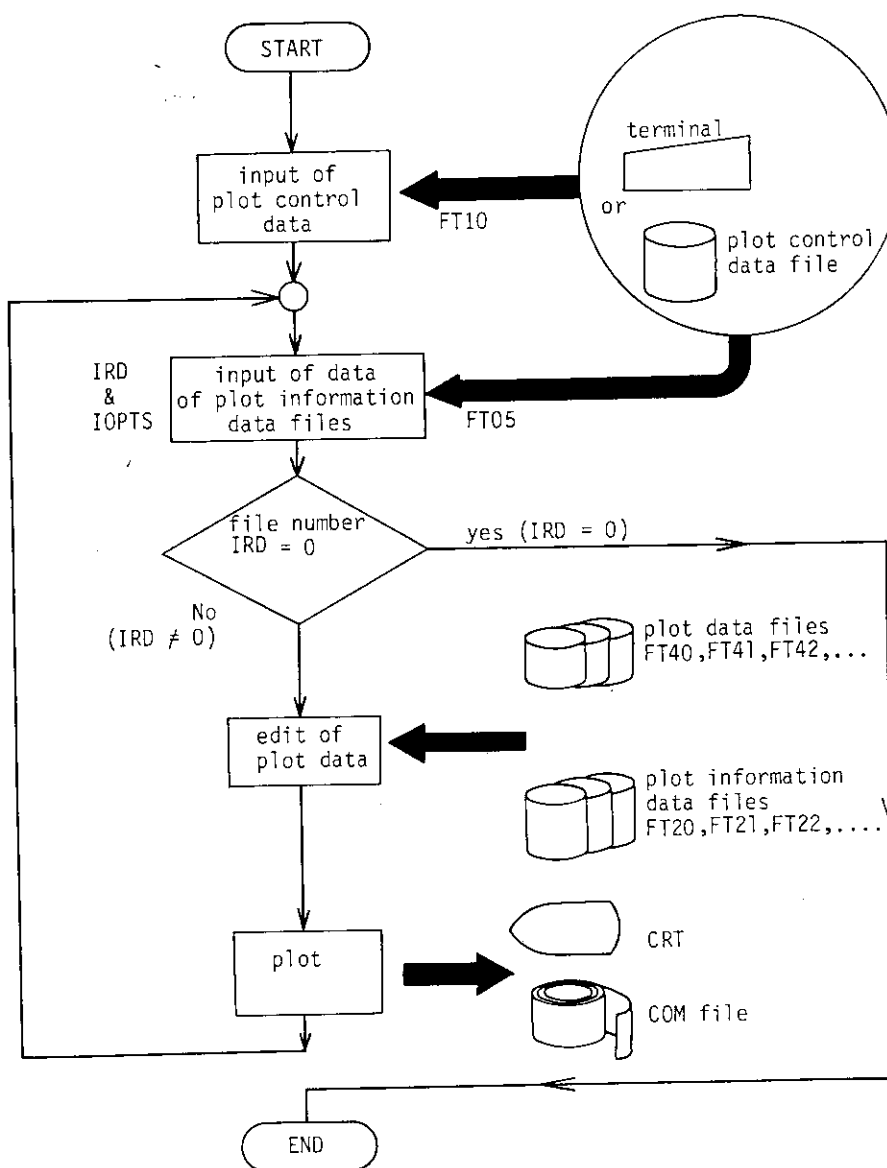 START
terminal
input of
plot control
data
or
FT10
plot control
data file
IRD
&
IOPTS
input of data
of plot information
data files
FT05
file number
IRD = 0
yes (IRD = 0)
No
(IRD ≠ 0)
plot data files
FT40,FT41,FT42,...
edit of
plot data
plot information
data files
FT20,FT21,FT22,....
plot
CRT
COM file
END